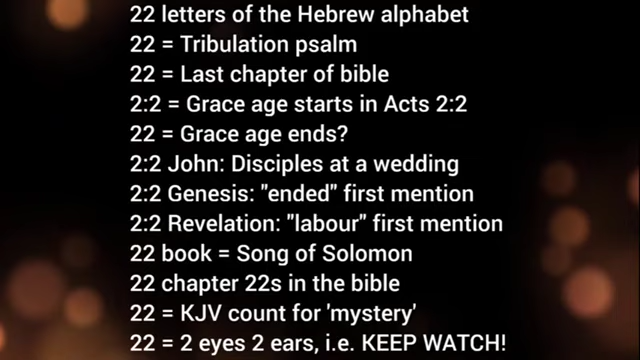 22 letters of the Hebrew alphabet
22 = Tribulation psalm
22 = Last chapter of bible
2:2 = Grace age starts in Acts 2:2
22 = Grace age ends?
2:2 John: Disciples at a wedding
2:2 Genesis: "ended" first mention
2:2 Revelation: "labour" first mention
22 book = Song of Solomon
22 chapter 22s in the bible
22 = KJV count for 'mystery'
22 = 2 eyes 2 ears, i.e. KEEP WATCH!